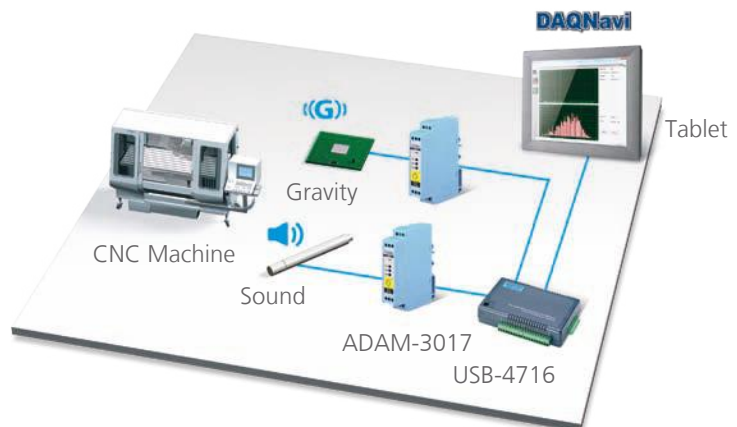 DAQNavi
Tablet
((G))
Gravity
CNC Machine
Sound
ADAM-3017
USB-4716